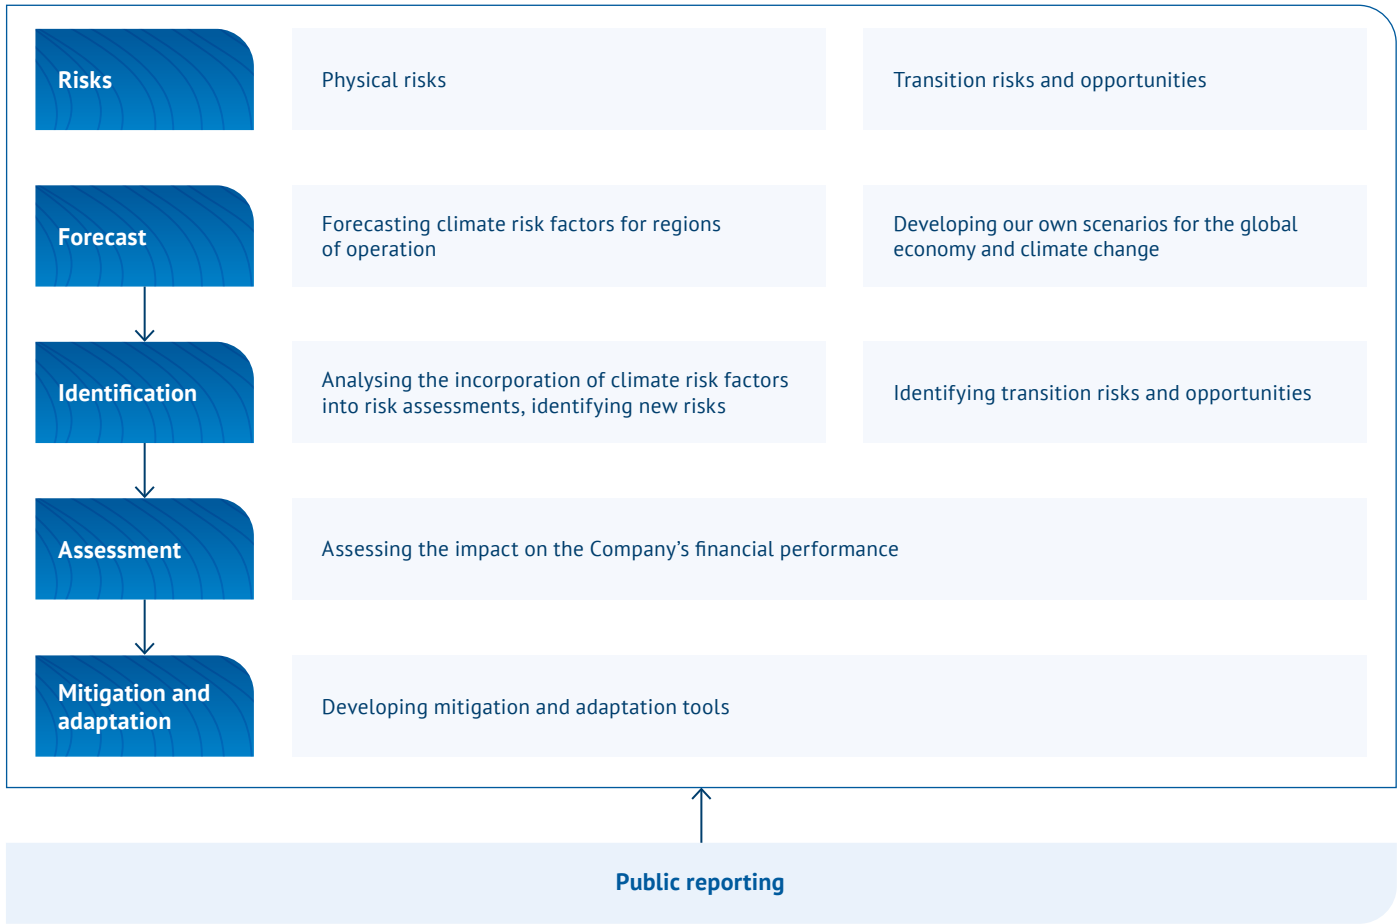 Risks
Physical risks
Transition risks and opportunities
Forecast
Forecasting climate risk factors for regions
of operation
Developing our own scenarios for the global
economy and climate change
Identification
Analysing the incorporation of climate risk factors
into risk assessments, identifying new risks
Identifying transition risks and opportunities
Assessment
Assessing the impact on the Company’s financial performance
Mitigation and
adaptation
Developing mitigation and adaptation tools
Public reporting